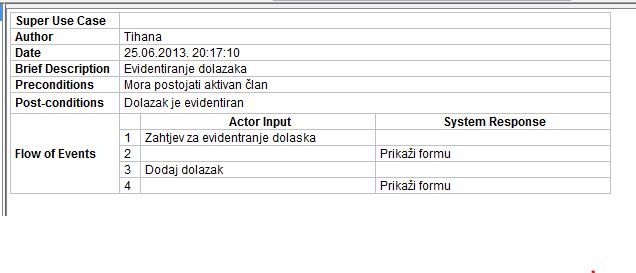 Super Use Case
Author Tihana
Date 25.06.2013. 20:17:10
Brief Description Evidentiranje dolazaka
Preconditions Mora postojati aktivan član
Post-conditions Dolazak je evidentiran
Flow of Events
Actor Input System Response
1 Zahtjev za evidentranje dolaska
2 Prikaži formu
3 Dodaj dolazak
4 Prikaži formu